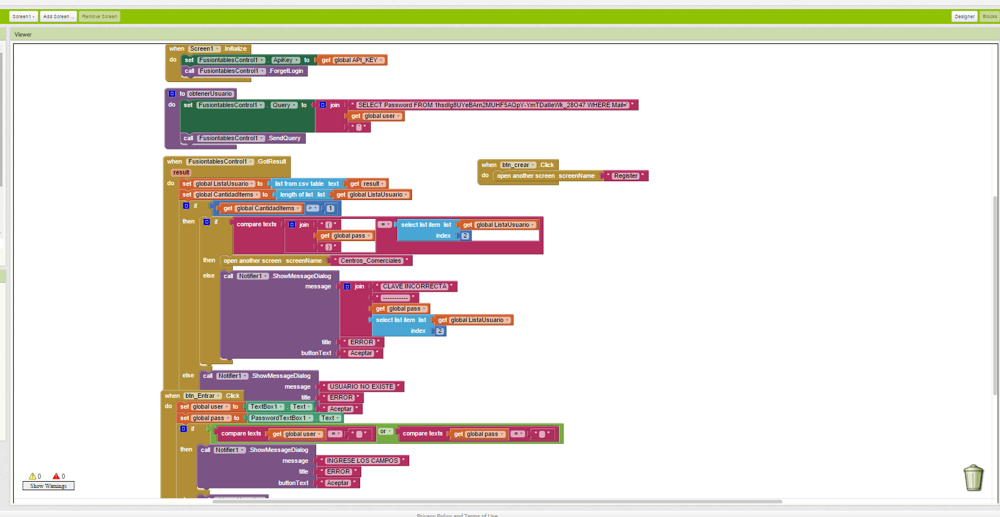 Screen1
Add Screen ...
Remove Screen
Designer
Blocks
Viewer
when Screen1 .Initialize
do set FusiontablesControl1 . ApiKey to get global API_KEY
call FusiontablesControl1 .ForgetLogin
to obtenerUsuario
do set FusiontablesControl1 . Query to join " SELECT Password FROM 1hsdIg8UYeBArn2MUHF5AQpY-YmTDaIleWk_28O47 WHERE Mail=' "
get global user
" ' "
call FusiontablesControl1 .SendQuery
when FusiontablesControl1 .GotResult
result
do set global ListaUsuario to list from csv table text get result
set global CantidadItems to length of list list get global ListaUsuario
if get global CantidadItems > 1
then if compare texts join " ( " = select list item list get global ListaUsuario
get global pass index 2
" ) "
then open another screen screenName " Centros_Comerciales "
else call Notifier1 .ShowMessageDialog
message join " CLAVE INCORRECTA "
" ----------- "
get global pass
select list item list get global ListaUsuario
index 2
title " ERROR "
buttonText " Aceptar "
else call Notifier1 .ShowMessageDialog
message " USUARIO NO EXISTE "
title " ERROR "
" Aceptar "
when btn_crear .Click
do open another screen screenName " Register "
when btn_Entrar .Click
do set global user to TextBox1 . Text
set global pass to PasswordTextBox1 . Text
if compare texts get global user = " " or compare texts get global pass = " "
then call Notifier1 .ShowMessageDialog
message " INGRESE LOS CAMPOS "
title " ERROR "
buttonText " Aceptar "
0 0
Show Warnings
Privacy Policy and Terms of Use